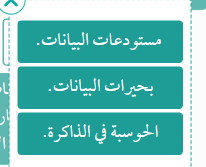 مستودعات البيانات.
بحيرات البيانات.
الحوسبة في الذاكرة.